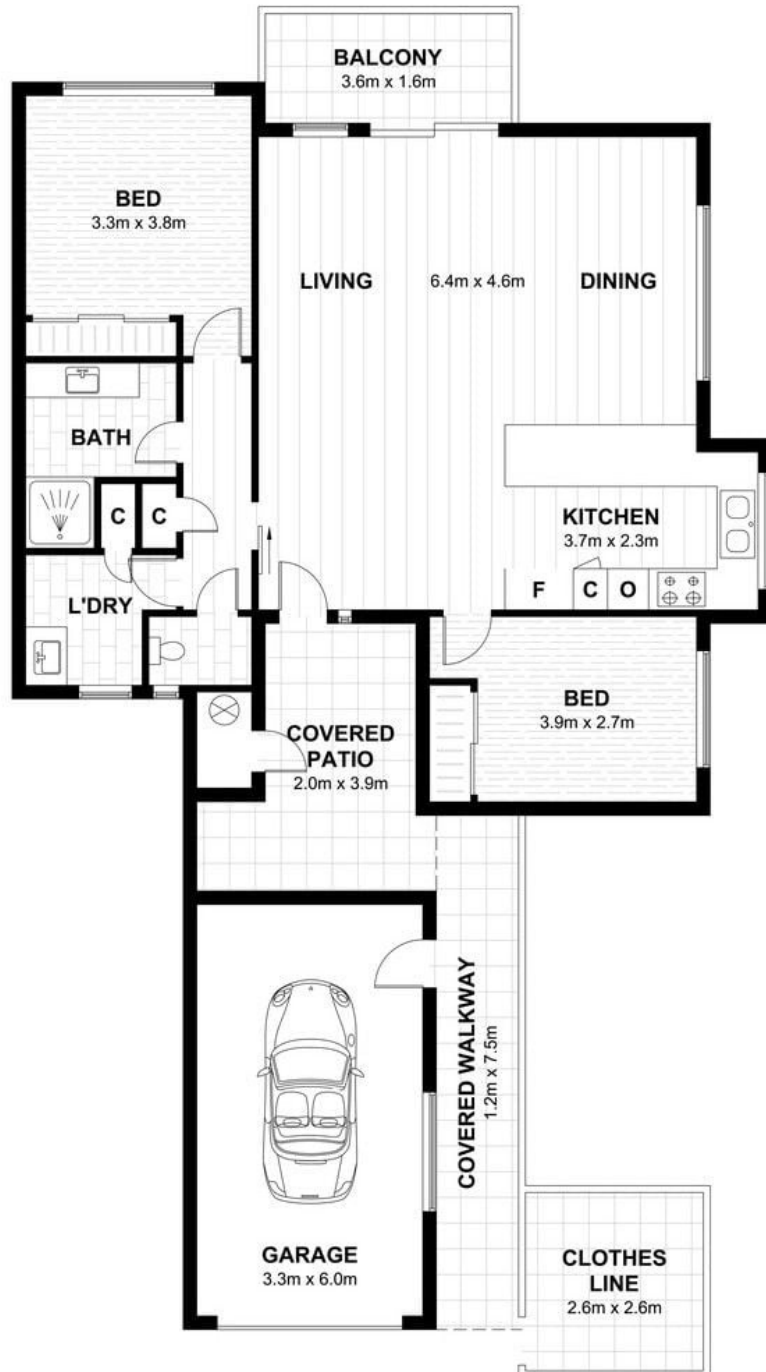 BALCONY
3.6m x 1.6m
BED
3.3m x 3.8m
LIVING
6.4m x 4.6m
DINING
BATH
C
C
KITCHEN
3.7m x 2.3m
F
C
O
L'DRY
BED
3.9m x 2.7m
COVERED
PATIO
2.0m x 3.9m
COVERED WALKWAY
1.2m x 7.5m
GARAGE
3.3m x 6.0m
CLOTHES
LINE
2.6m x 2.6m